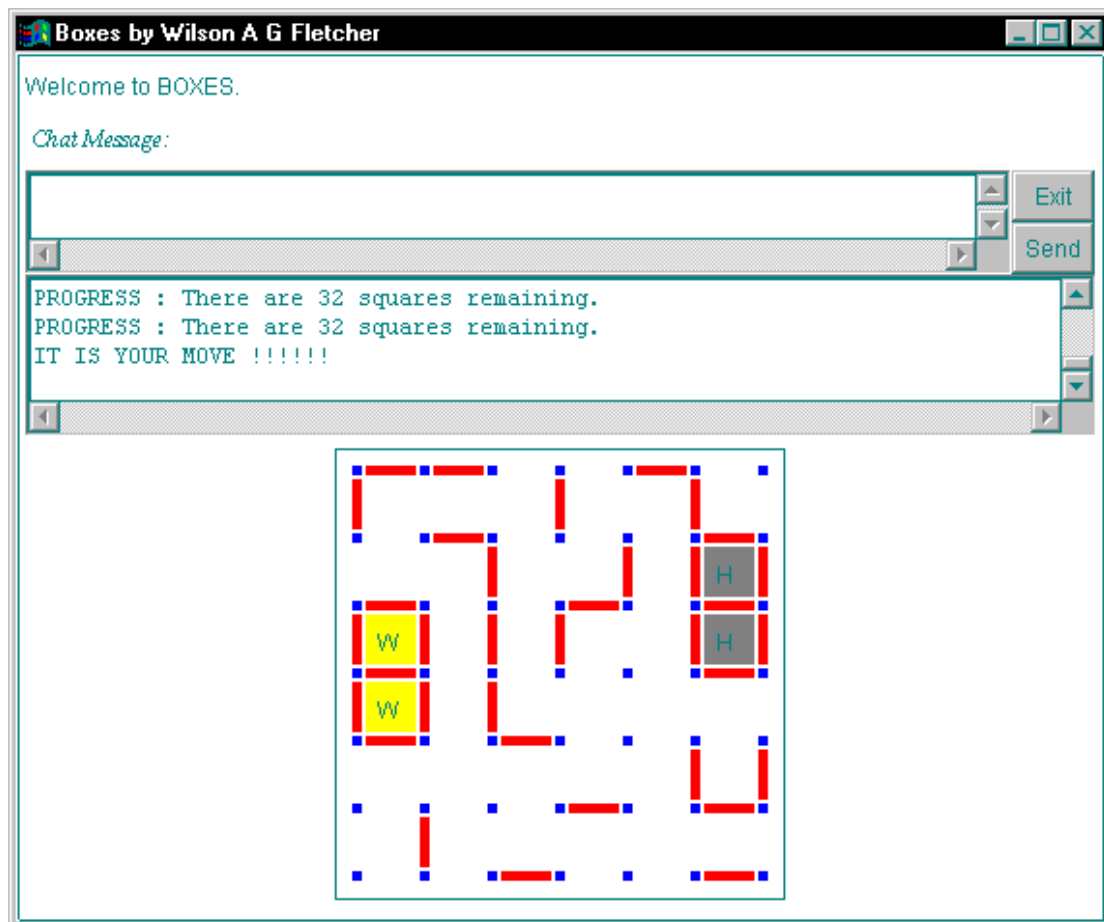 Boxes by Wilson A G Fletcher
Welcome to BOXES.
Chat Message:
Exit
Send
PROGRESS : There are 32 squares remaining.
PROGRESS : There are 32 squares remaining.
IT IS YOUR MOVE !!!!!!
H
W
H
W